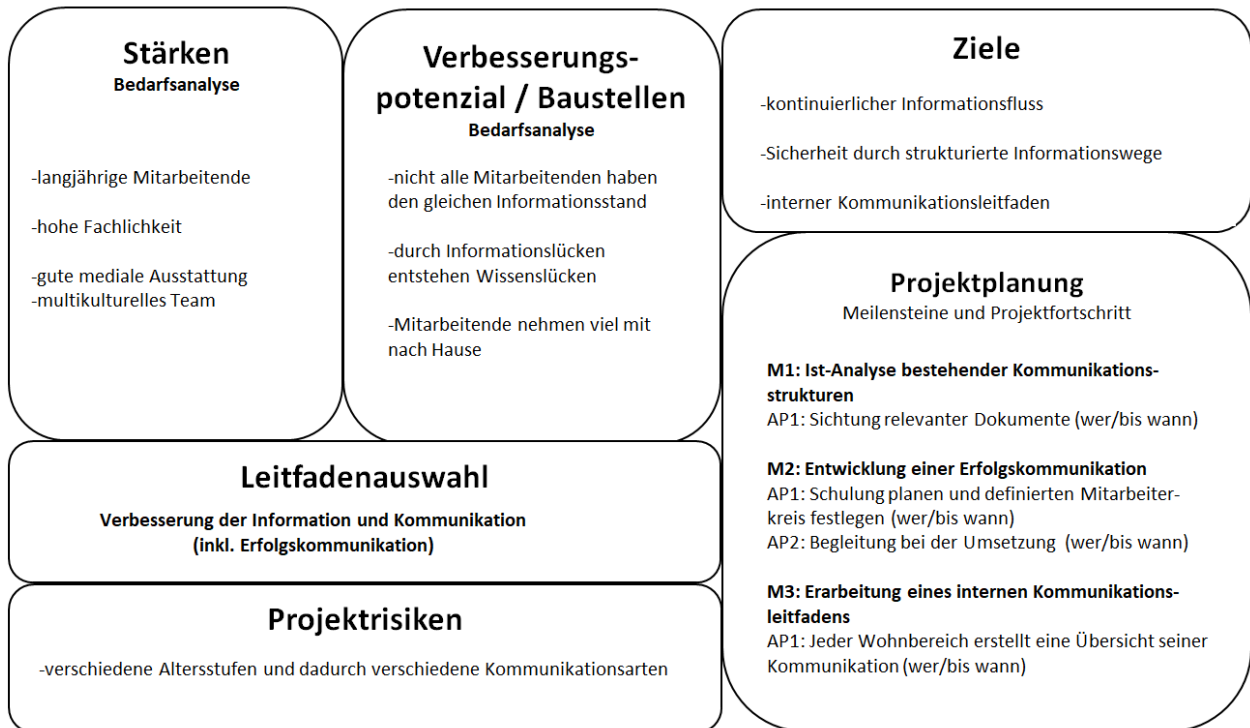 Stärken
Bedarfsanalyse
-langjährige Mitarbeitende
-hohe Fachlichkeit
-gute mediale Ausstattung
-multikulturelles Team
Verbesserungs-
potenzial / Baustellen
Bedarfsanalyse
-nicht alle Mitarbeitenden haben
den gleichen Informationsstand
-durch Informationslücken
entstehen Wissenslücken
-Mitarbeitende nehmen viel mit
nach Hause
Ziele
-kontinuierlicher Informationsfluss
-Sicherheit durch strukturierte Informationswege
-interner Kommunikationsleitfaden
Leitfadenauswahl
Verbesserung der Information und Kommunikation
(inkl. Erfolgskommunikation)
Projektrisiken
-verschiedene Altersstufen und dadurch verschiedene Kommunikationsarten
Projektplanung
Meilensteine und Projektfortschritt
M1: Ist-Analyse bestehender Kommunikations-
strukturen
AP1: Sichtung relevanter Dokumente (wer/bis wann)
M2: Entwicklung einer Erfolgskommunikation
AP1: Schulung planen und definierten Mitarbeiter-
kreis festlegen (wer/bis wann)
AP2: Begleitung bei der Umsetzung (wer/bis wann)
M3: Erarbeitung eines internen Kommunikations-
leitfadens
AP1: Jeder Wohnbereich erstellt eine Übersicht seiner
Kommunikation (wer/bis wann)